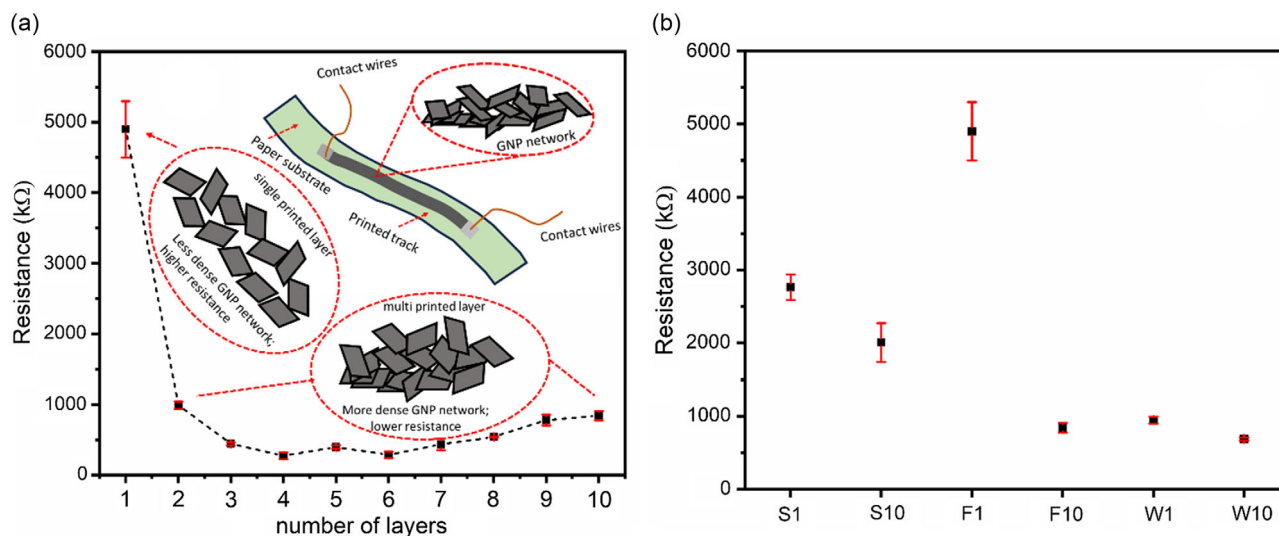 (a)
6000
5000
4000
3000
2000
1000
0
Resistance (kΩ)
1 2 3 4 5 6 7 8 9 10
number of layers
Contact wires
Paper substrate
GNP network
Printed track
Contact wires
single printed layer
Less dense GNP network;
higher resistance
multi printed layer
More dense GNP network;
lower resistance
(b)
6000
5000
4000
3000
2000
1000
0
Resistance (kΩ)
S1 S10 F1 F10 W1 W10